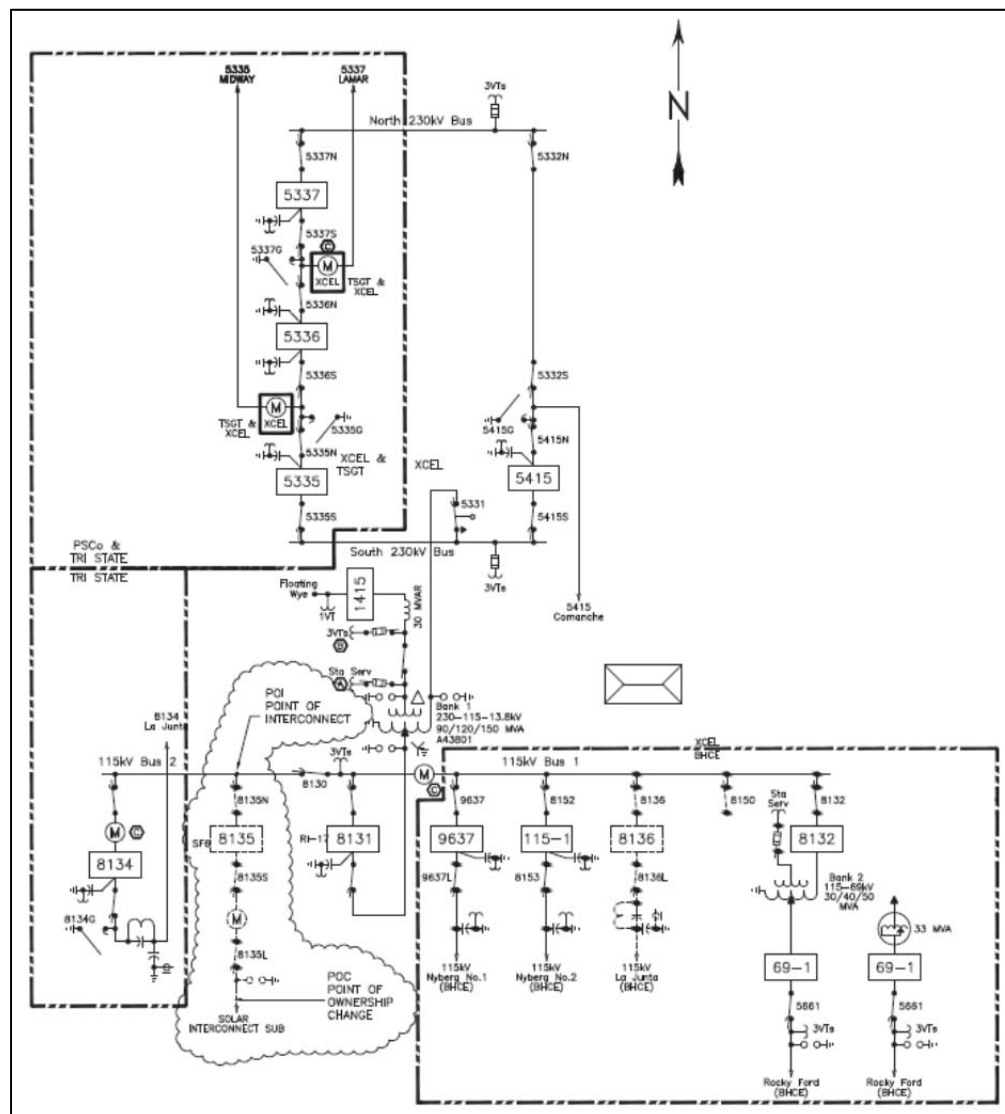 5335
MIDWAY
5337
LAMAR
3VTs
N
North 230kV Bus
5337N
5332N
5337
5337S
5337G
C
M
XCEL
TSGT &
XCEL
5336N
5336
5336S
5332S
M
XCEL
TSGT &
XCEL
5335G
5415G
5335N
XCEL &
TSGT
XCEL
5415N
5335
5415
5331
5335S
5415S
PSCo &
TRI STATE
TRI STATE
South 230kV Bus
3VTs
Floating
Wye
1415
1VT
30 MVAR
5415
Comanche
3VTs
B
Sta Serv
A
POI
POINT OF
INTERCONNECT
Bank 1
230-115-13.8kV
90/120/150 MVA
A43801
8134
La Junta
XCEL
BHCE
115kV Bus 2
3VTs
8130
M
C
115kV Bus 1
8135N
9637
8152
8136
8150
Sta
Serv
8132
M
C
8134
8135
8131
9637
115-1
8136
8132
8135S
9637L
8153
8136L
Bank 2
115-69kV
30/40/50
MVA
8134G
M
33 MVA
8135L
69-1
69-1
POC
POINT OF
OWNERSHIP
CHANGE
115kV
Nyberg No.1
(BHCE)
115kV
Nyberg No.2
(BHCE)
115kV
La Junta
(BHCE)
5661
5661
3VTs
3VTs
SOLAR
INTERCONNECT SUB
Rocky Ford
(BHCE)
Rocky Ford
(BHCE)